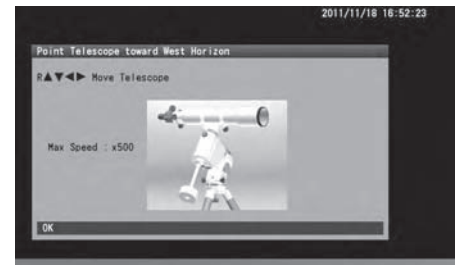 2011/11/18 16:52:23
Point Telescope toward West Horizon
R▲▼◀▶ Move Telescope
Max Speed : x500
OK